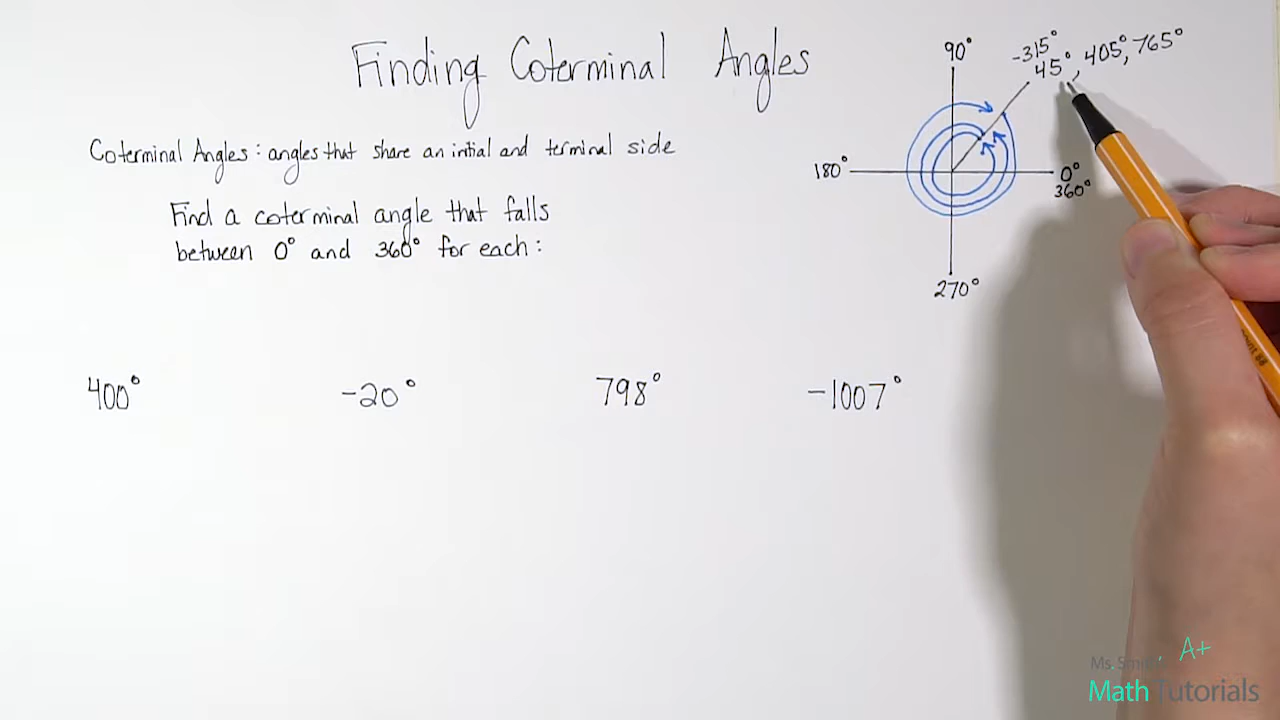 Finding Coterminal Angles
Coterminal Angles: angles that share an initial and terminal side
Find a coterminal angle that falls
between 0° and 360° for each:
90°
-315°
45°, 405°, 765°
180°
0°
360°
270°
400°
-20°
798°
-1007°
Ms. Smith's A+
Math Tutorials